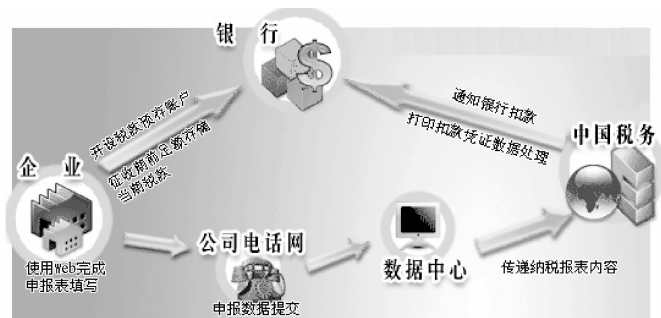 银 行
开设税款预存账户
征收期前足额存储
当期税款
通知银行扣款
打印扣款凭证数据处理
中国税务
企 业
使用Web完成
申报表填写
公司电话网
申报数据提交
数据中心
传递纳税报表内容